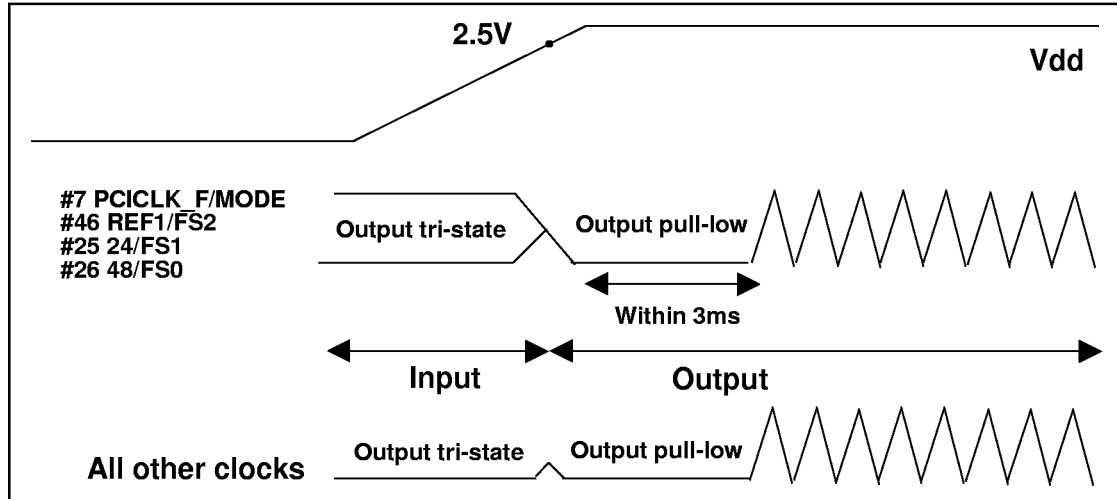 2.5V
Vdd
#7 PCICLK_F/MODE
#46 REF1/FS2
#25 24/FS1
#26 48/FS0
Output tri-state
Output pull-low
Within 3ms
Input
Output
All other clocks
Output tri-state
Output pull-low